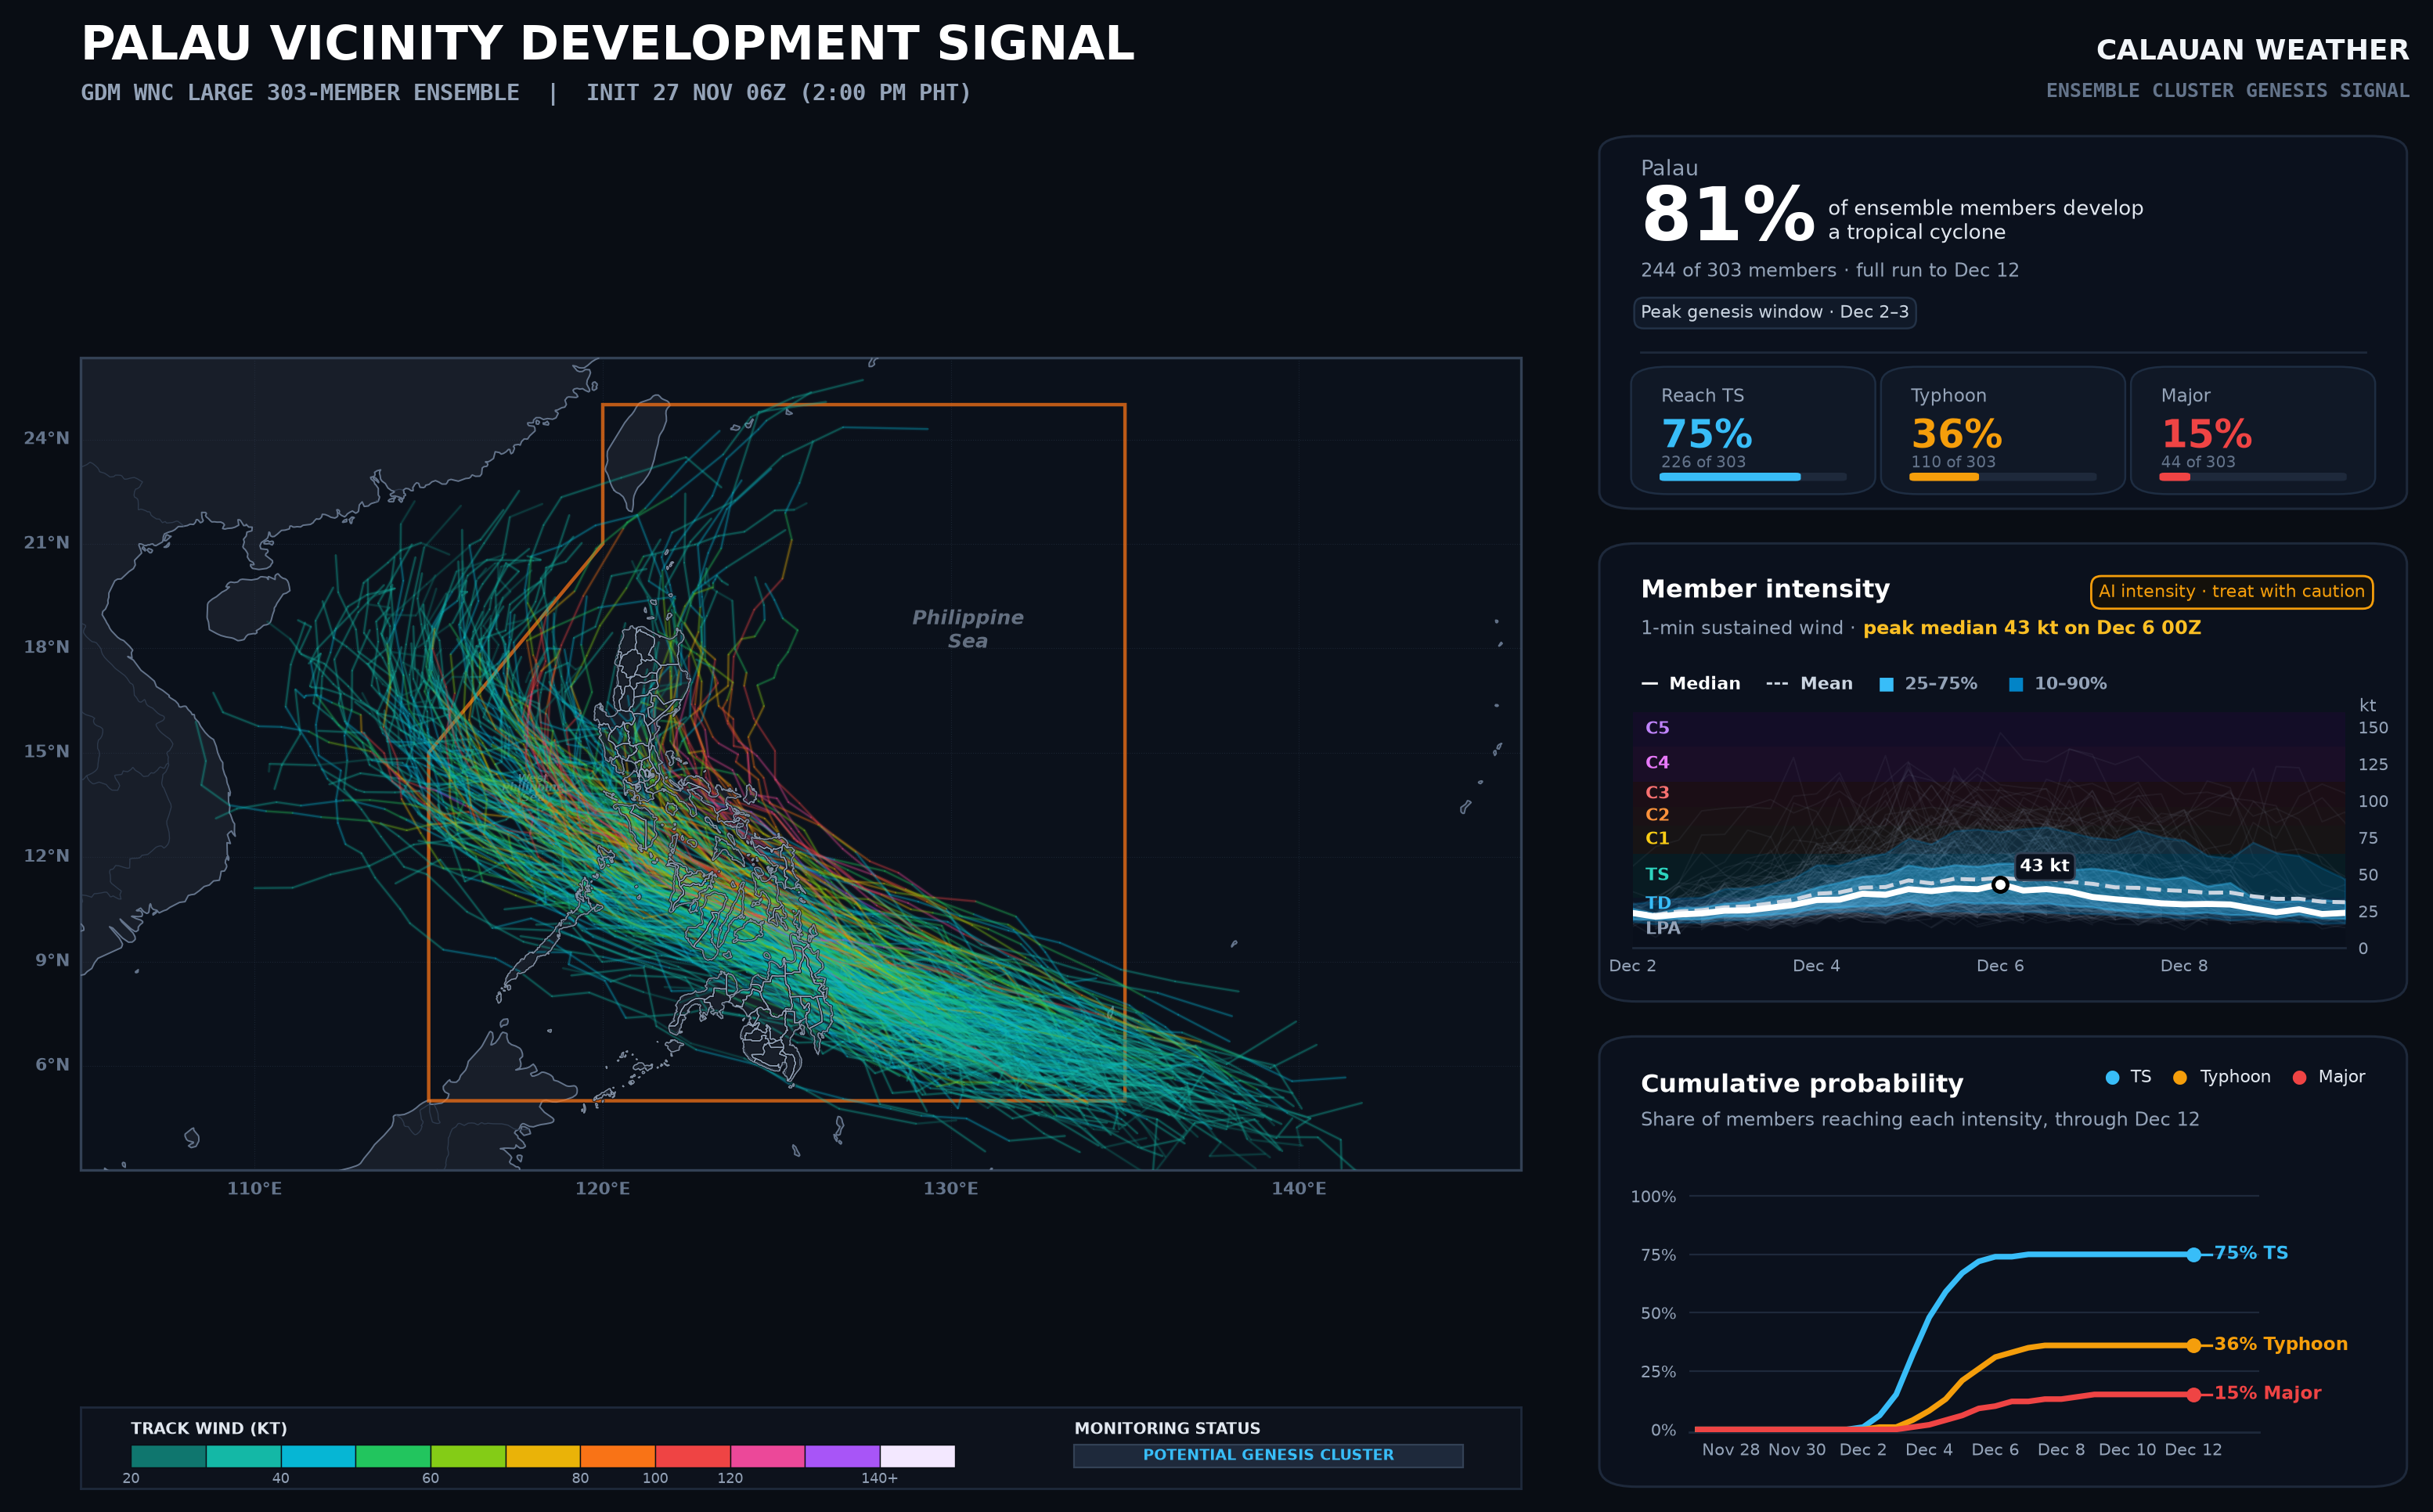 PALAU VICINITY DEVELOPMENT SIGNAL
GDM WNC LARGE 303-MEMBER ENSEMBLE | INIT 27 NOV 06Z (2:00 PM PHT)
CALAUAN WEATHER
ENSEMBLE CLUSTER GENESIS SIGNAL
24°N
21°N
18°N
15°N
12°N
9°N
6°N
110°E
120°E
130°E
140°E
Philippine
Sea
West
Philippine
TRACK WIND (KT)
20
40
60
80
100
120
140+
MONITORING STATUS
POTENTIAL GENESIS CLUSTER
Palau
81%
of ensemble members develop
a tropical cyclone
244 of 303 members · full run to Dec 12
Peak genesis window · Dec 2–3
Reach TS
75%
226 of 303
Typhoon
36%
110 of 303
Major
15%
44 of 303
Member intensity
AI intensity · treat with caution
1-min sustained wind · peak median 43 kt on Dec 6 00Z
Median
Mean
25–75%
10–90%
kt
150
125
100
75
50
25
0
C5
C4
C3
C2
C1
TS
TD
LPA
43 kt
Dec 2
Dec 4
Dec 6
Dec 8
Cumulative probability
TS
Typhoon
Major
Share of members reaching each intensity, through Dec 12
100%
75%
50%
25%
0%
75% TS
36% Typhoon
15% Major
Nov 28
Nov 30
Dec 2
Dec 4
Dec 6
Dec 8
Dec 10
Dec 12